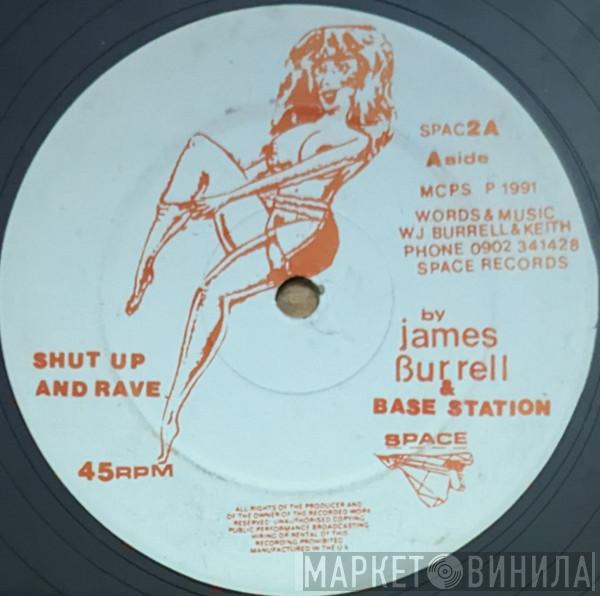 SPAC2A
A side
MCPS P 1991
WORDS & MUSIC
WJ BURRELL & KEITH
PHONE 0902 341428
SPACE RECORDS
by
james
Burrell
&
BASE STATION
SHUT UP
AND RAVE
45RPM
SPACE
ALL RIGHTS OF THE PRODUCER AND
OF THE OWNER OF THE RECORDED WORK
RESERVED. UNAUTHORISED COPYING
PUBLIC PERFORMANCE BROADCASTING
HIRING OR RENTAL OF THIS
RECORDING PROHIBITED
MANUFACTURED IN THE U K
МАРКЕТ ВИНИЛА